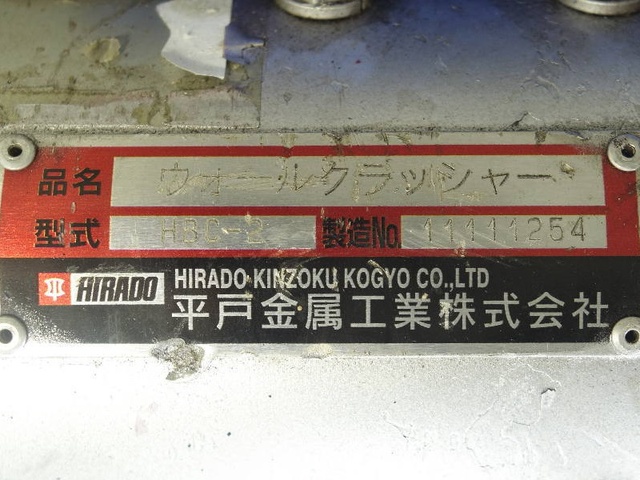 品名 ウォールクラッシャー
型式 HBC-2 製造No. 11111254
HIRADO HIRADO KINZOKU KOGYO CO.,LTD
平戸金属工業株式会社